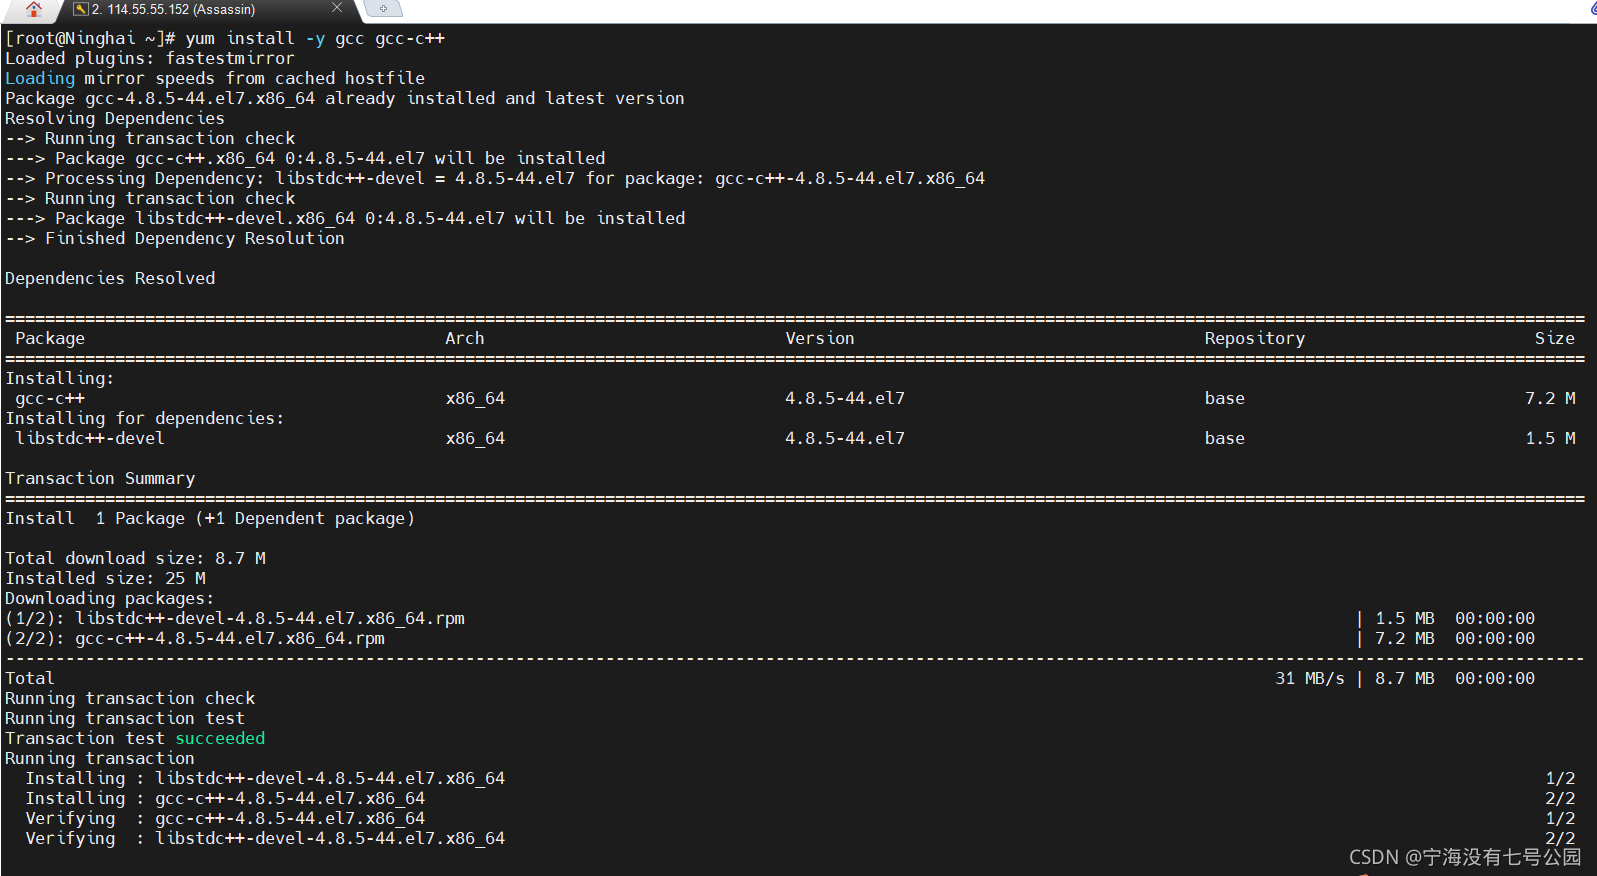 2. 114.55.55.152 (Assassin)
[root@Ninghai ~]# yum install -y gcc gcc-c++
Loaded plugins: fastestmirror
Loading mirror speeds from cached hostfile
Package gcc-4.8.5-44.el7.x86_64 already installed and latest version
Resolving Dependencies
--> Running transaction check
---> Package gcc-c++.x86_64 0:4.8.5-44.el7 will be installed
--> Processing Dependency: libstdc++-devel = 4.8.5-44.el7 for package: gcc-c++-4.8.5-44.el7.x86_64
--> Running transaction check
---> Package libstdc++-devel.x86_64 0:4.8.5-44.el7 will be installed
--> Finished Dependency Resolution
Dependencies Resolved
================================================================================
Package Arch Version Repository Size
================================================================================
Installing:
gcc-c++ x86_64 4.8.5-44.el7 base 7.2 M
Installing for dependencies:
libstdc++-devel x86_64 4.8.5-44.el7 base 1.5 M
Transaction Summary
================================================================================
Install 1 Package (+1 Dependent package)
Total download size: 8.7 M
Installed size: 25 M
Downloading packages:
(1/2): libstdc++-devel-4.8.5-44.el7.x86_64.rpm | 1.5 MB 00:00:00
(2/2): gcc-c++-4.8.5-44.el7.x86_64.rpm | 7.2 MB 00:00:00
--------------------------------------------------------------------------------
Total 31 MB/s | 8.7 MB 00:00:00
Running transaction check
Running transaction test
Transaction test succeeded
Running transaction
Installing : libstdc++-devel-4.8.5-44.el7.x86_64 1/2
Installing : gcc-c++-4.8.5-44.el7.x86_64 2/2
Verifying : gcc-c++-4.8.5-44.el7.x86_64 1/2
Verifying : libstdc++-devel-4.8.5-44.el7.x86_64 2/2
CSDN @宁海没有七号公园